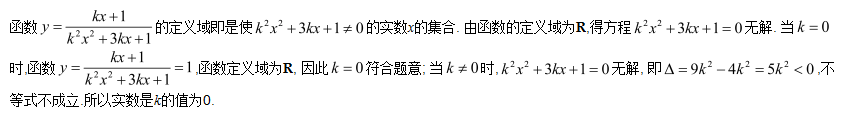 函数 $y=\frac{kx+1}{k^2x^2+3kx+1}$ 的定义域即是使 $k^2x^2+3kx+1\neq 0$ 的实数x的集合. 由函数的定义域为R,得方程 $k^2x^2+3kx+1=0$ 无解. 当 $k=0$
时,函数 $y=\frac{kx+1}{k^2x^2+3kx+1}=1$ ,函数定义域为R, 因此 $k=0$ 符合题意; 当 $k\neq 0$ 时, $k^2x^2+3kx+1=0$ 无解, 即 $\Delta=9k^2-4k^2=5k^2<0$ ,不
等式不成立.所以实数是k的值为0.